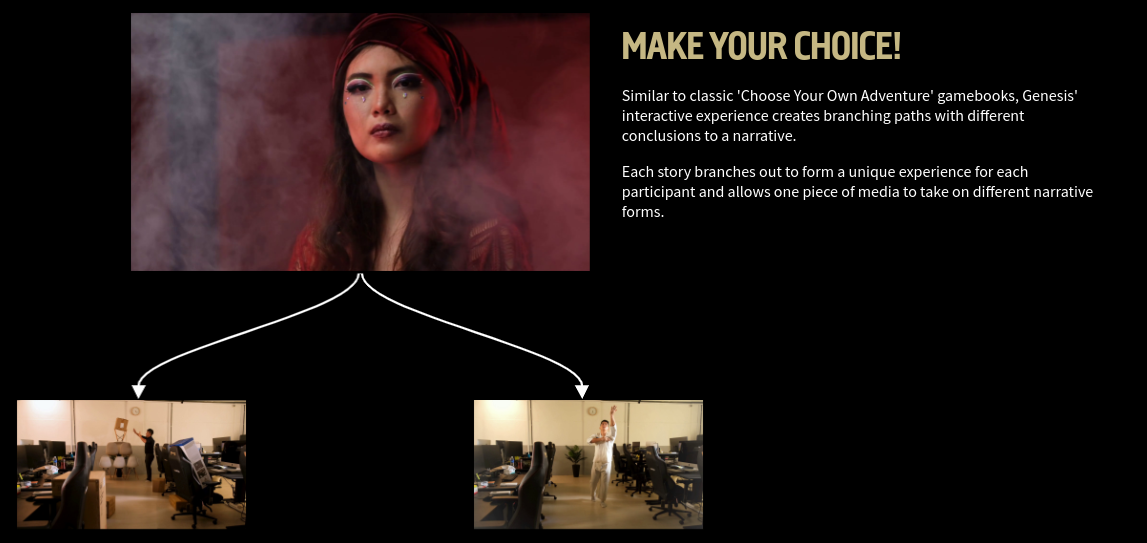 MAKE YOUR CHOICE!
Similar to classic 'Choose Your Own Adventure' gamebooks, Genesis'
interactive experience creates branching paths with different
conclusions to a narrative.
Each story branches out to form a unique experience for each
participant and allows one piece of media to take on different narrative
forms.